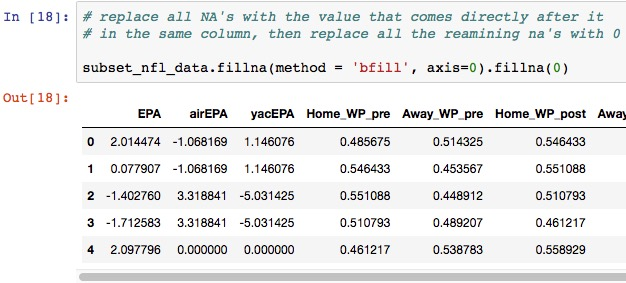 In [18]: # replace all NA's with the value that comes directly after it
# in the same column, then replace all the reamining na's with 0
subset_nfl_data.fillna(method = 'bfill', axis=0).fillna(0)
Out[18]:
EPA airEPA yacEPA Home_WP_pre Away_WP_pre Home_WP_post Away
0 2.014474 -1.068169 1.146076 0.485675 0.514325 0.546433
1 0.077907 -1.068169 1.146076 0.546433 0.453567 0.551088
2 -1.402760 3.318841 -5.031425 0.551088 0.448912 0.510793
3 -1.712583 3.318841 -5.031425 0.510793 0.489207 0.461217
4 2.097796 0.000000 0.000000 0.461217 0.538783 0.558929